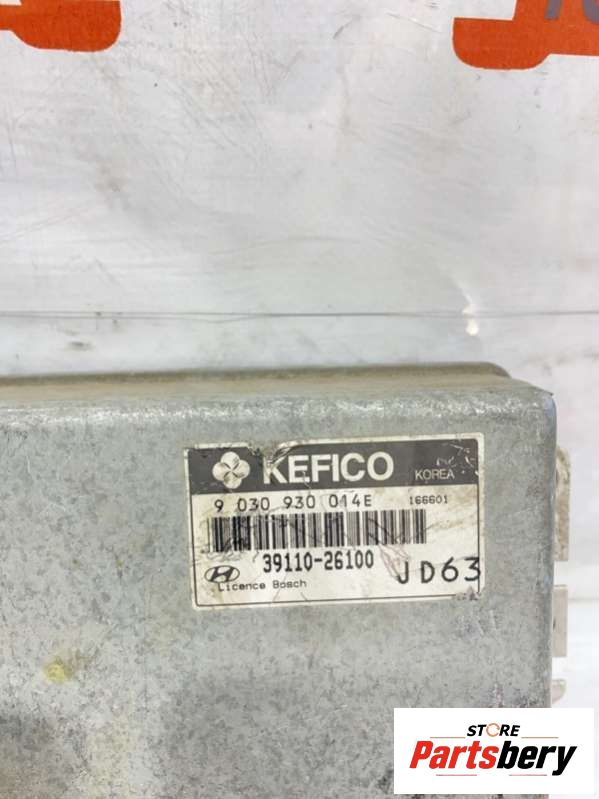 KEFICO KOREA
9 030 930 014E 166601
39110-26100 JD63
Licence Bosch
STORE
Partsbery